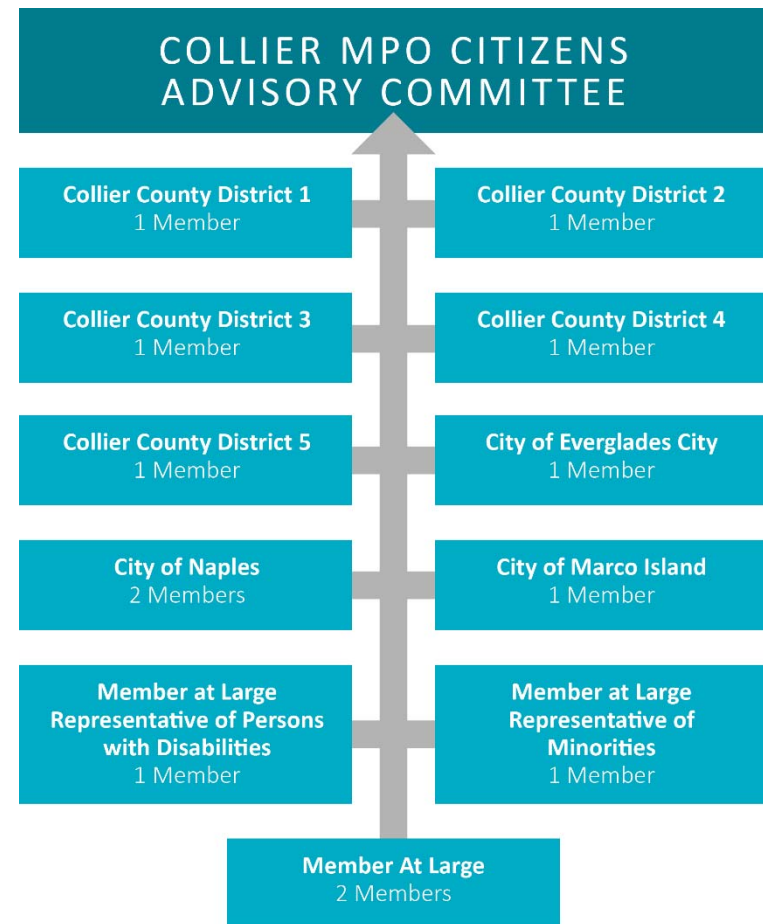 COLLIER MPO CITIZENS
ADVISORY COMMITTEE
Collier County District 1
1 Member
Collier County District 2
1 Member
Collier County District 3
1 Member
Collier County District 4
1 Member
Collier County District 5
1 Member
City of Everglades City
1 Member
City of Naples
2 Members
City of Marco Island
1 Member
Member at Large
Representative of Persons
with Disabilities
1 Member
Member at Large
Representative of
Minorities
1 Member
Member At Large
2 Members